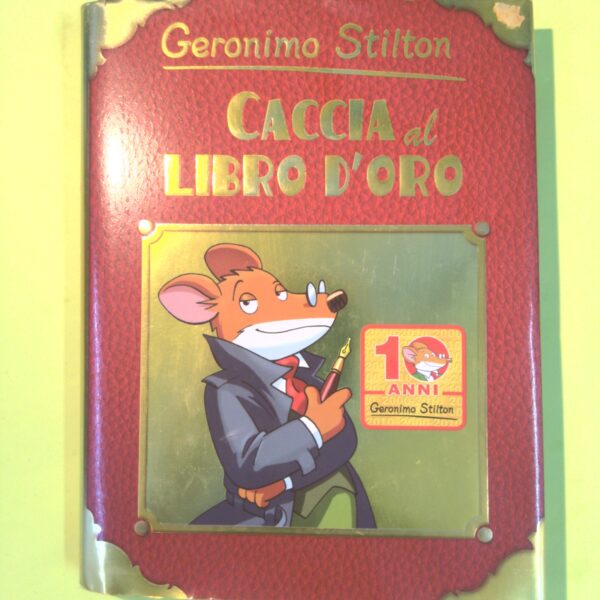 Geronimo Stilton
CACCIA al
LIBRO D'ORO
10
ANNI
Geronimo Stilton